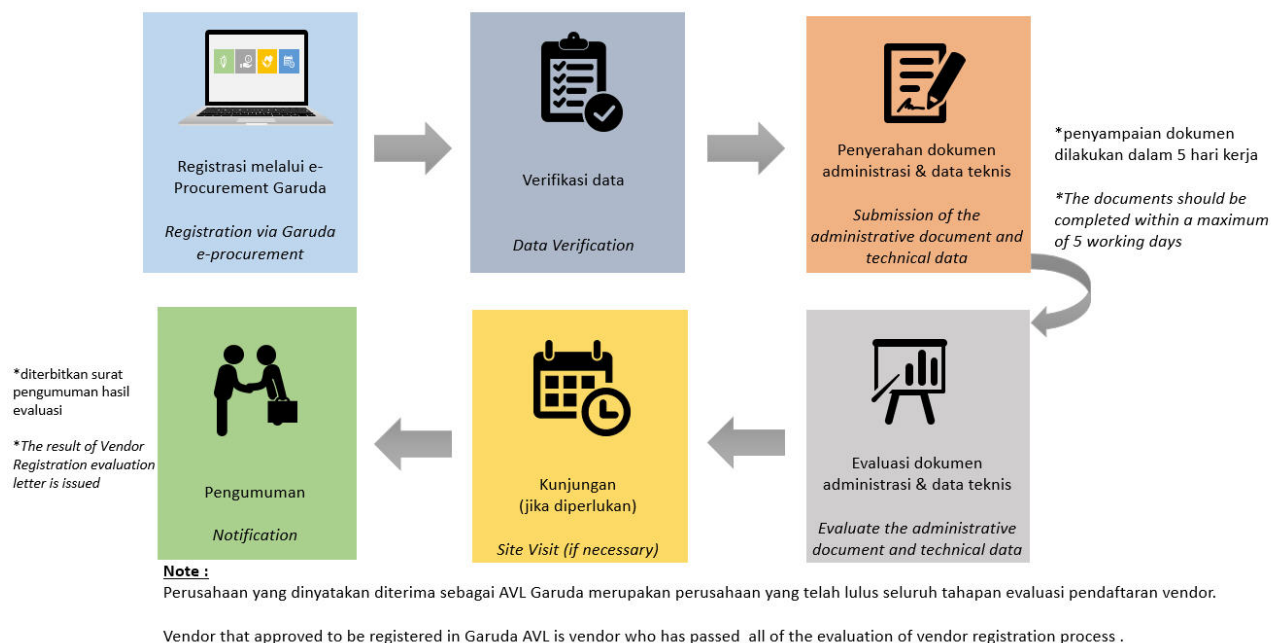 Registrasi melalui e-
Procurement Garuda
Registration via Garuda
e-procurement
Verifikasi data
Data Verification
Penyerahan dokumen
administrasi & data teknis
Submission of the
administrative document and
technical data
*penyampaian dokumen
dilakukan dalam 5 hari kerja
*The documents should be
completed within a maximum
of 5 working days
Evaluasi dokumen
administrasi & data teknis
Evaluate the administrative
document and technical data
Kunjungan
(jika diperlukan)
Site Visit (if necessary)
Pengumuman
Notification
*diterbitkan surat
pengumuman hasil
evaluasi
*The result of Vendor
Registration evaluation
letter is issued
Note :
Perusahaan yang dinyatakan diterima sebagai AVL Garuda merupakan perusahaan yang telah lulus seluruh tahapan evaluasi pendaftaran vendor.
Vendor that approved to be registered in Garuda AVL is vendor who has passed all of the evaluation of vendor registration process .